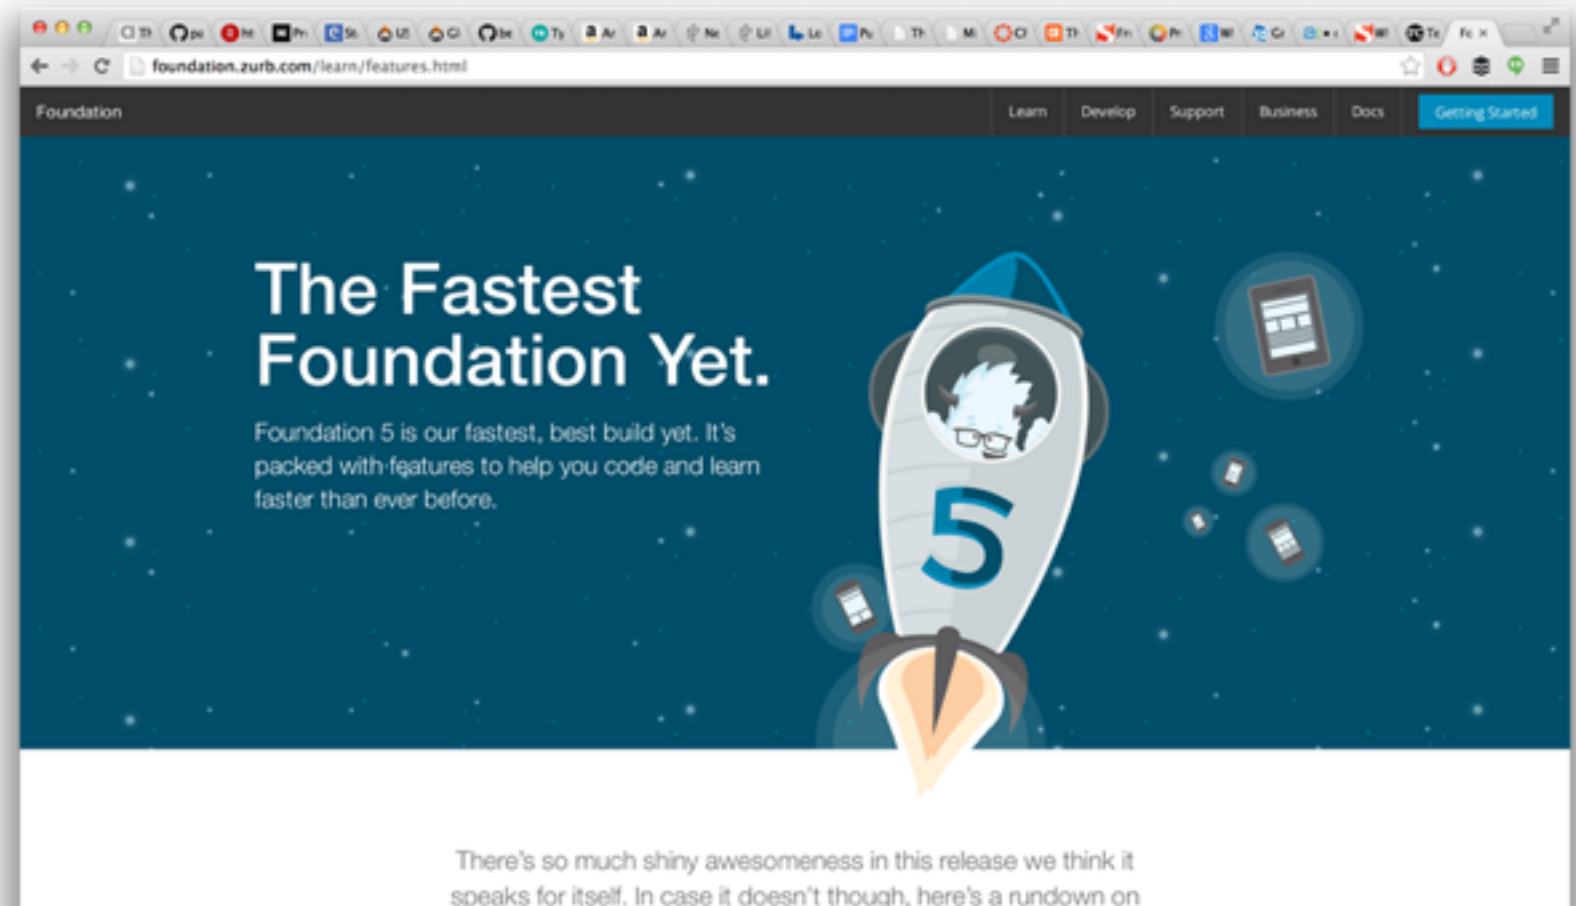 foundation.zurb.com/learn/features.html
Foundation
Learn
Develop
Support
Business
Docs
Getting Started
The Fastest
Foundation Yet.
Foundation 5 is our fastest, best build yet. It's
packed with features to help you code and learn
faster than ever before.
5
There's so much shiny awesomeness in this release we think it
speaks for itself. In case it doesn't though, here's a rundown on